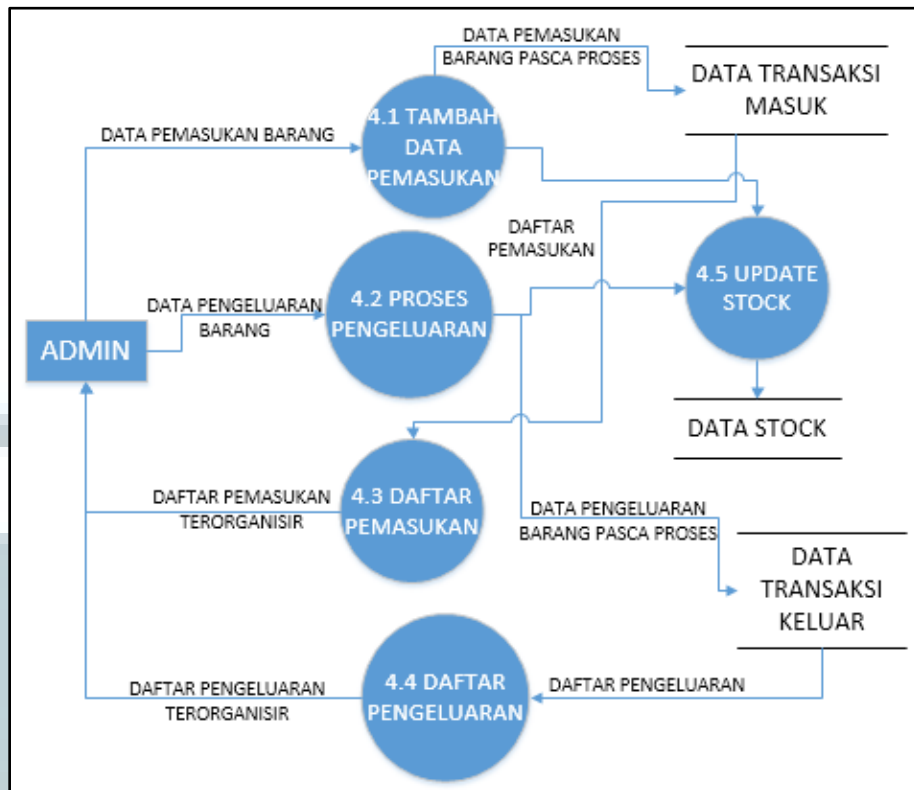 DATA PEMASUKAN
BARANG PASCA PROSES
DATA TRANSAKSI
MASUK
4.1 TAMBAH
DATA
PEMASUKAN
DATA PEMASUKAN BARANG
DAFTAR
PEMASUKAN
4.5 UPDATE
STOCK
4.2 PROSES
PENGELUARAN
DATA PENGELUARAN
BARANG
ADMIN
DATA STOCK
4.3 DAFTAR
PEMASUKAN
DAFTAR PEMASUKAN
TERORGANISIR
DATA PENGELUARAN
BARANG PASCA PROSES
DATA
TRANSAKSI
KELUAR
4.4 DAFTAR
PENGELUARAN
DAFTAR PENGELUARAN
DAFTAR PENGELUARAN
TERORGANISIR